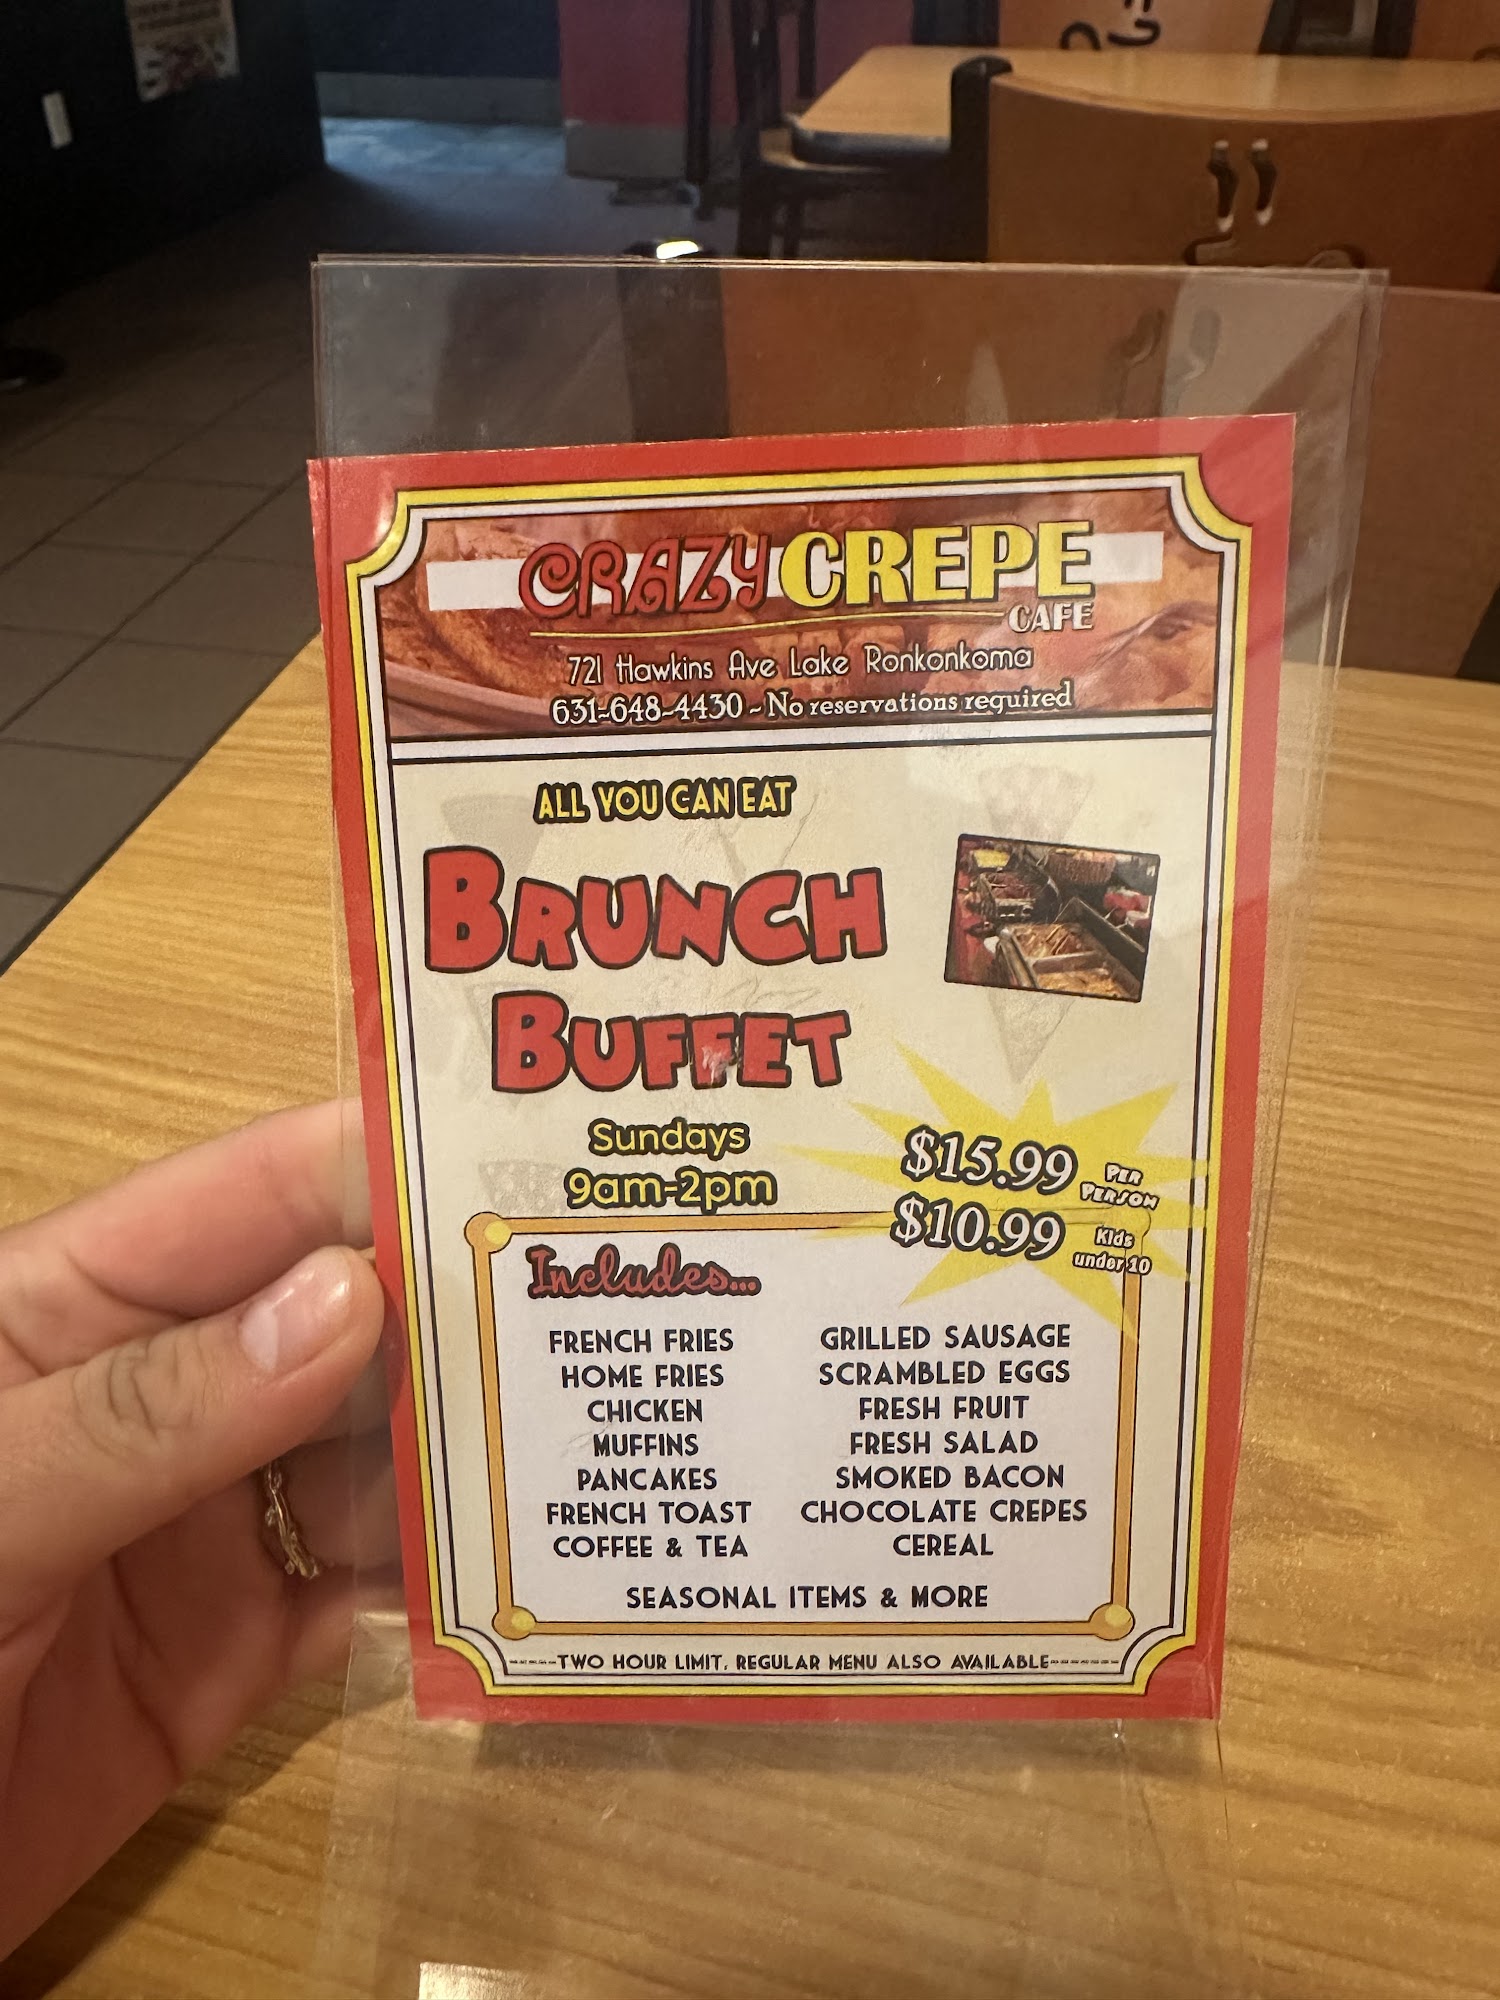 CRAZY CREPE
CAFE
721 Hawkins Ave Lake Ronkonkoma
631-648-4430 ~ No reservations required
ALL YOU CAN EAT
BRUNCH
BUFFET
Sundays
9am-2pm
$15.99 PER PERSON
$10.99 Kids under 10
Includes...
FRENCH FRIES
HOME FRIES
CHICKEN
MUFFINS
PANCAKES
FRENCH TOAST
COFFEE & TEA
GRILLED SAUSAGE
SCRAMBLED EGGS
FRESH FRUIT
FRESH SALAD
SMOKED BACON
CHOCOLATE CREPES
CEREAL
SEASONAL ITEMS & MORE
TWO HOUR LIMIT. REGULAR MENU ALSO AVAILABLE